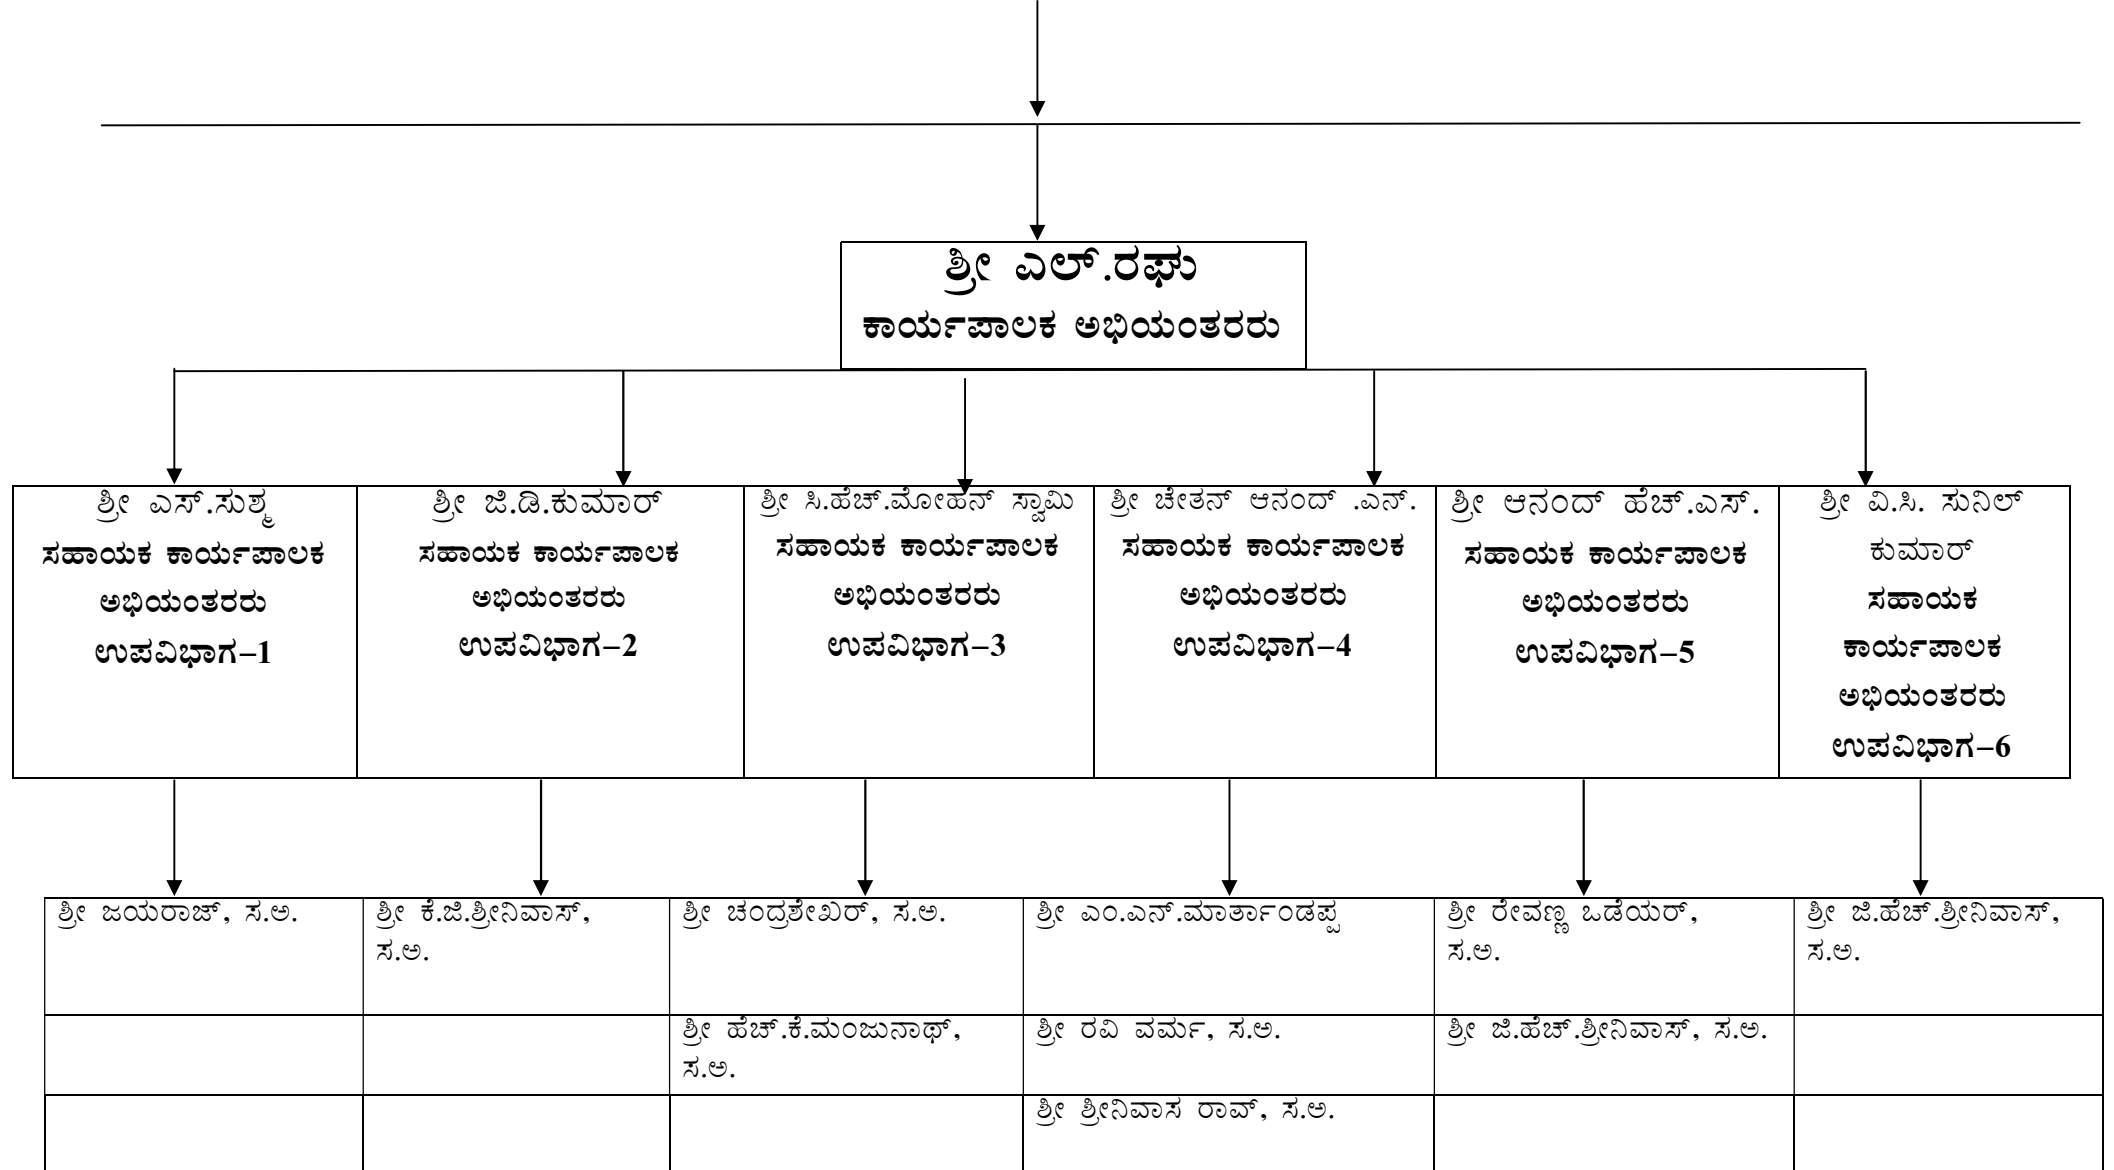 ಶ್ರೀ ಎಲ್.ರಘು
ಕಾರ್ಯಪಾಲಕ ಅಭಿಯಂತರರು
ಶ್ರೀ ಎಸ್.ಸುಶ್ಮ
ಸಹಾಯಕ ಕಾರ್ಯಪಾಲಕ
ಅಭಿಯಂತರರು
ಉಪವಿಭಾಗ–1
ಶ್ರೀ ಜಿ.ಡಿ.ಕುಮಾರ್
ಸಹಾಯಕ ಕಾರ್ಯಪಾಲಕ
ಅಭಿಯಂತರರು
ಉಪವಿಭಾಗ–2
ಶ್ರೀ ಸಿ.ಹೆಚ್.ಮೋಹನ್ ಸ್ವಾಮಿ
ಸಹಾಯಕ ಕಾರ್ಯಪಾಲಕ
ಅಭಿಯಂತರರು
ಉಪವಿಭಾಗ–3
ಶ್ರೀ ಚೇತನ್ ಆನಂದ್ .ಎನ್.
ಸಹಾಯಕ ಕಾರ್ಯಪಾಲಕ
ಅಭಿಯಂತರರು
ಉಪವಿಭಾಗ–4
ಶ್ರೀ ಆನಂದ್ ಹೆಚ್.ಎಸ್.
ಸಹಾಯಕ ಕಾರ್ಯಪಾಲಕ
ಅಭಿಯಂತರರು
ಉಪವಿಭಾಗ–5
ಶ್ರೀ ವಿ.ಸಿ. ಸುನಿಲ್
ಕುಮಾರ್
ಸಹಾಯಕ
ಕಾರ್ಯಪಾಲಕ
ಅಭಿಯಂತರರು
ಉಪವಿಭಾಗ–6
ಶ್ರೀ ಜಯರಾಜ್, ಸ.ಅ.
ಶ್ರೀ ಕೆ.ಜಿ.ಶ್ರೀನಿವಾಸ್,
ಸ.ಅ.
ಶ್ರೀ ಚಂದ್ರಶೇಖರ್, ಸ.ಅ.
ಶ್ರೀ ಎಂ.ಎನ್.ಮಾರ್ತಾಂಡಪ್ಪ
ಶ್ರೀ ರೇವಣ್ಣ ಒಡೆಯರ್,
ಸ.ಅ.
ಶ್ರೀ ಜಿ.ಹೆಚ್.ಶ್ರೀನಿವಾಸ್,
ಸ.ಅ.
ಶ್ರೀ ಹೆಚ್.ಕೆ.ಮಂಜುನಾಥ್,
ಸ.ಅ.
ಶ್ರೀ ರವಿ ವರ್ಮ, ಸ.ಅ.
ಶ್ರೀ ಜಿ.ಹೆಚ್.ಶ್ರೀನಿವಾಸ್, ಸ.ಅ.
ಶ್ರೀ ಶ್ರೀನಿವಾಸ ರಾವ್, ಸ.ಅ.